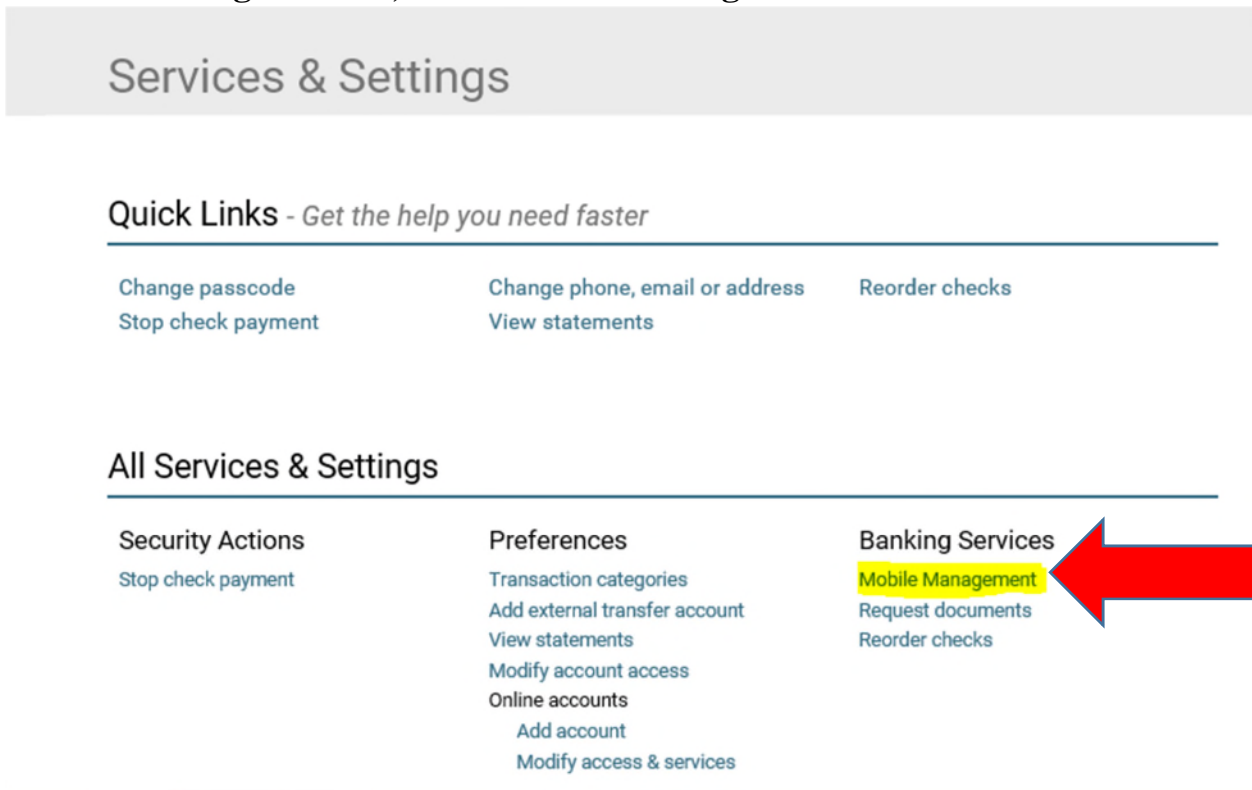 Services & Settings
Quick Links - Get the help you need faster
Change passcode
Change phone, email or address
Reorder checks
Stop check payment
View statements
All Services & Settings
Security Actions
Stop check payment
Preferences
Transaction categories
Add external transfer account
View statements
Modify account access
Online accounts
Add account
Modify access & services
Banking Services
Mobile Management
Request documents
Reorder checks